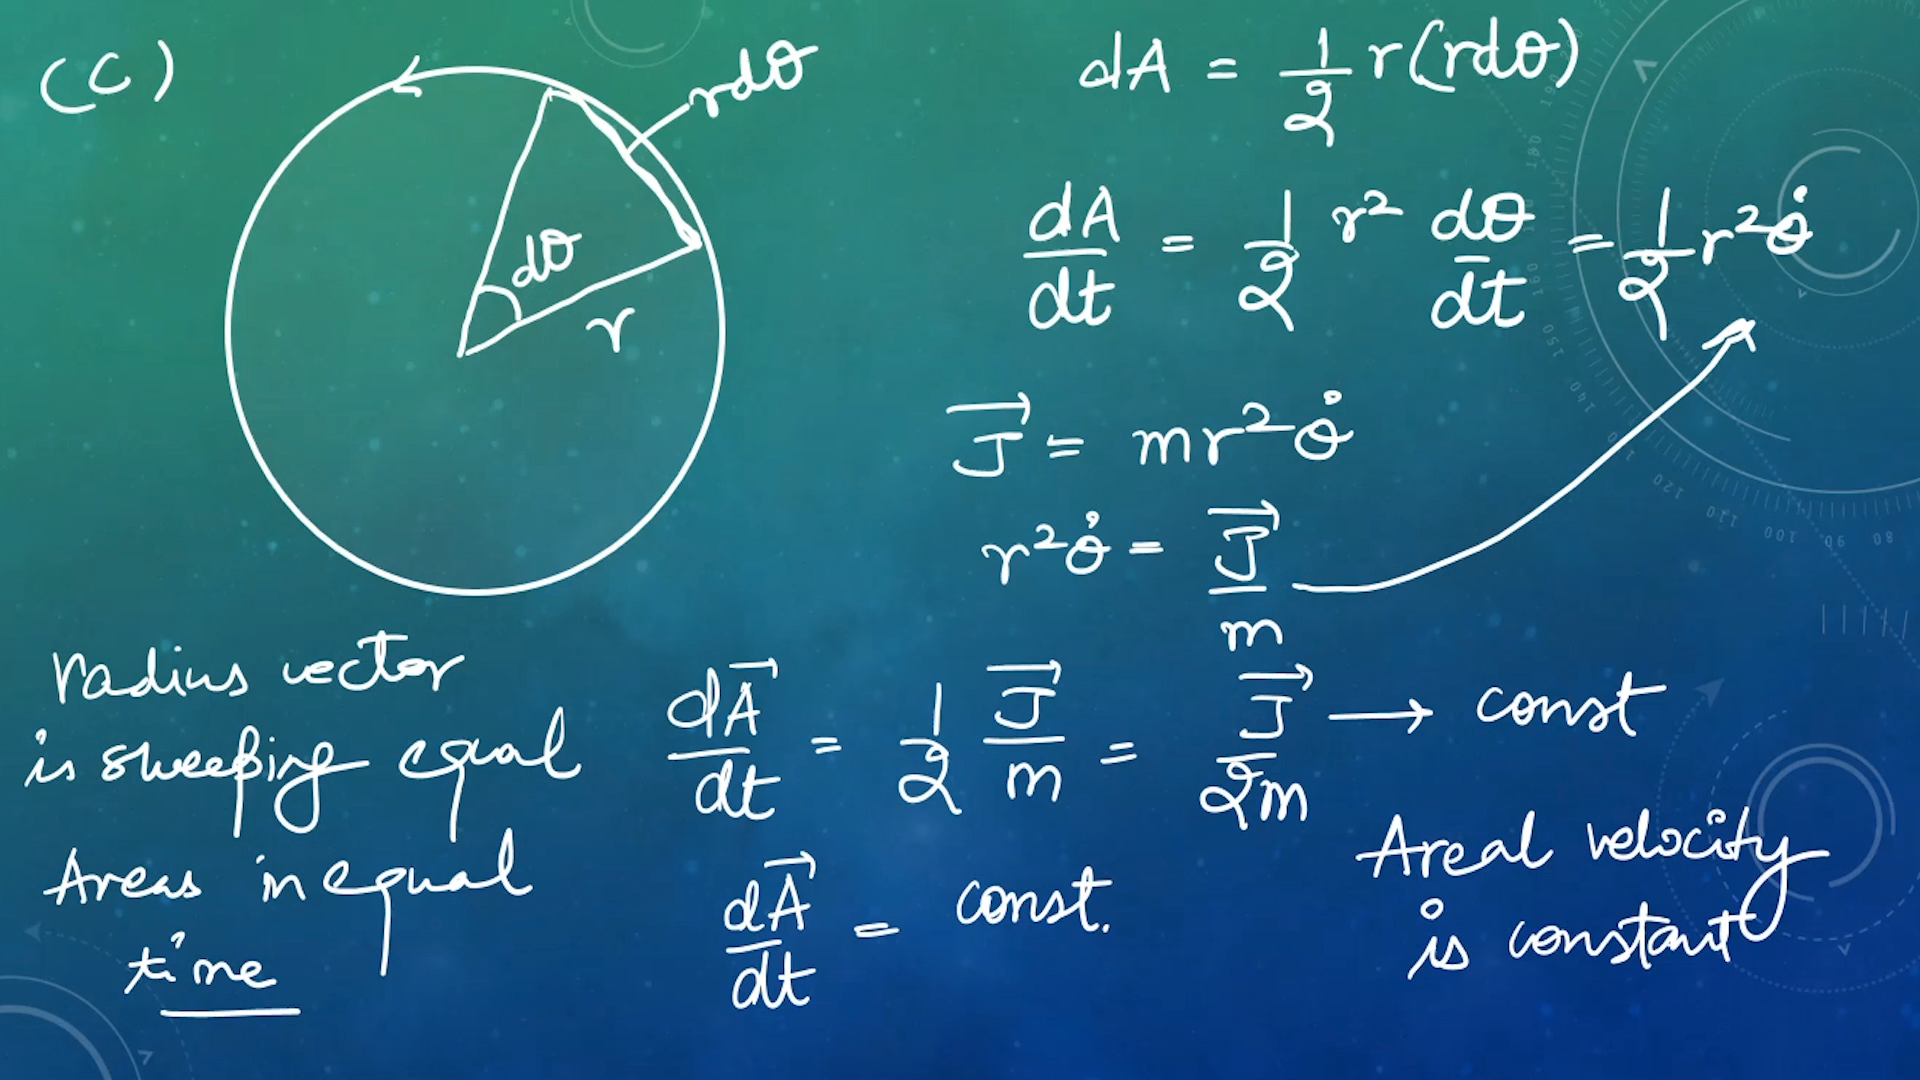 (C)
rdθ
dθ
r
dA = 1/2 r(rdθ)
dA/dt = 1/2 r² dθ/dt = 1/2 r²θ̇
J⃗ = mr²θ̇
r²θ̇ = J⃗/m
dA⃗/dt = 1/2 J⃗/m = J⃗/2m → const
dA⃗/dt = const.
Areal velocity
is constant
radius vector
is sweeping equal
Areas in equal
time